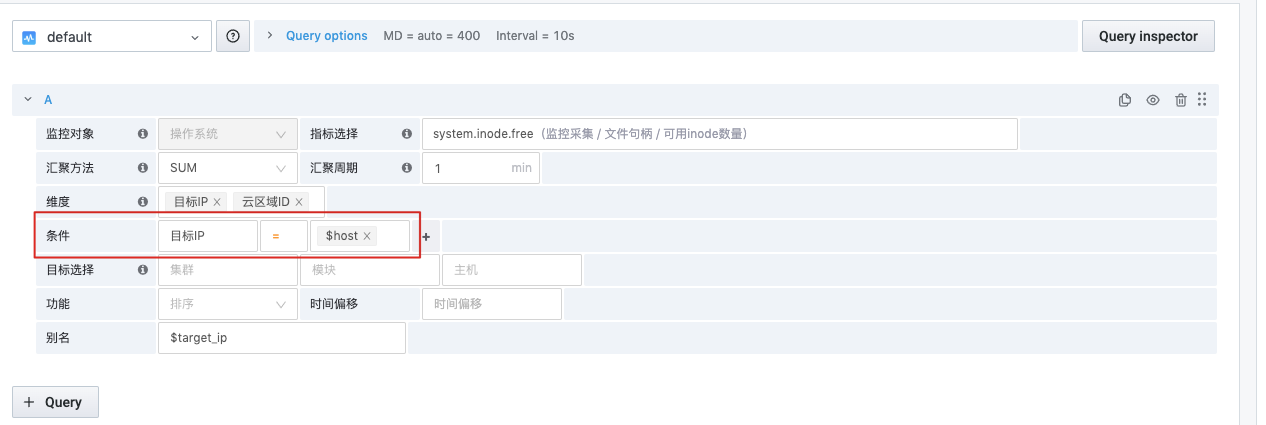 default
Query options MD = auto = 400 Interval = 10s
Query inspector
A
监控对象 操作系统 指标选择 system.inode.free（监控采集 / 文件句柄 / 可用inode数量）
汇聚方法 SUM 汇聚周期 1 min
维度 目标IP × 云区域ID ×
条件 目标IP = $host × +
目标选择 集群 模块 主机
功能 排序 时间偏移 时间偏移
别名 $target_ip
+ Query